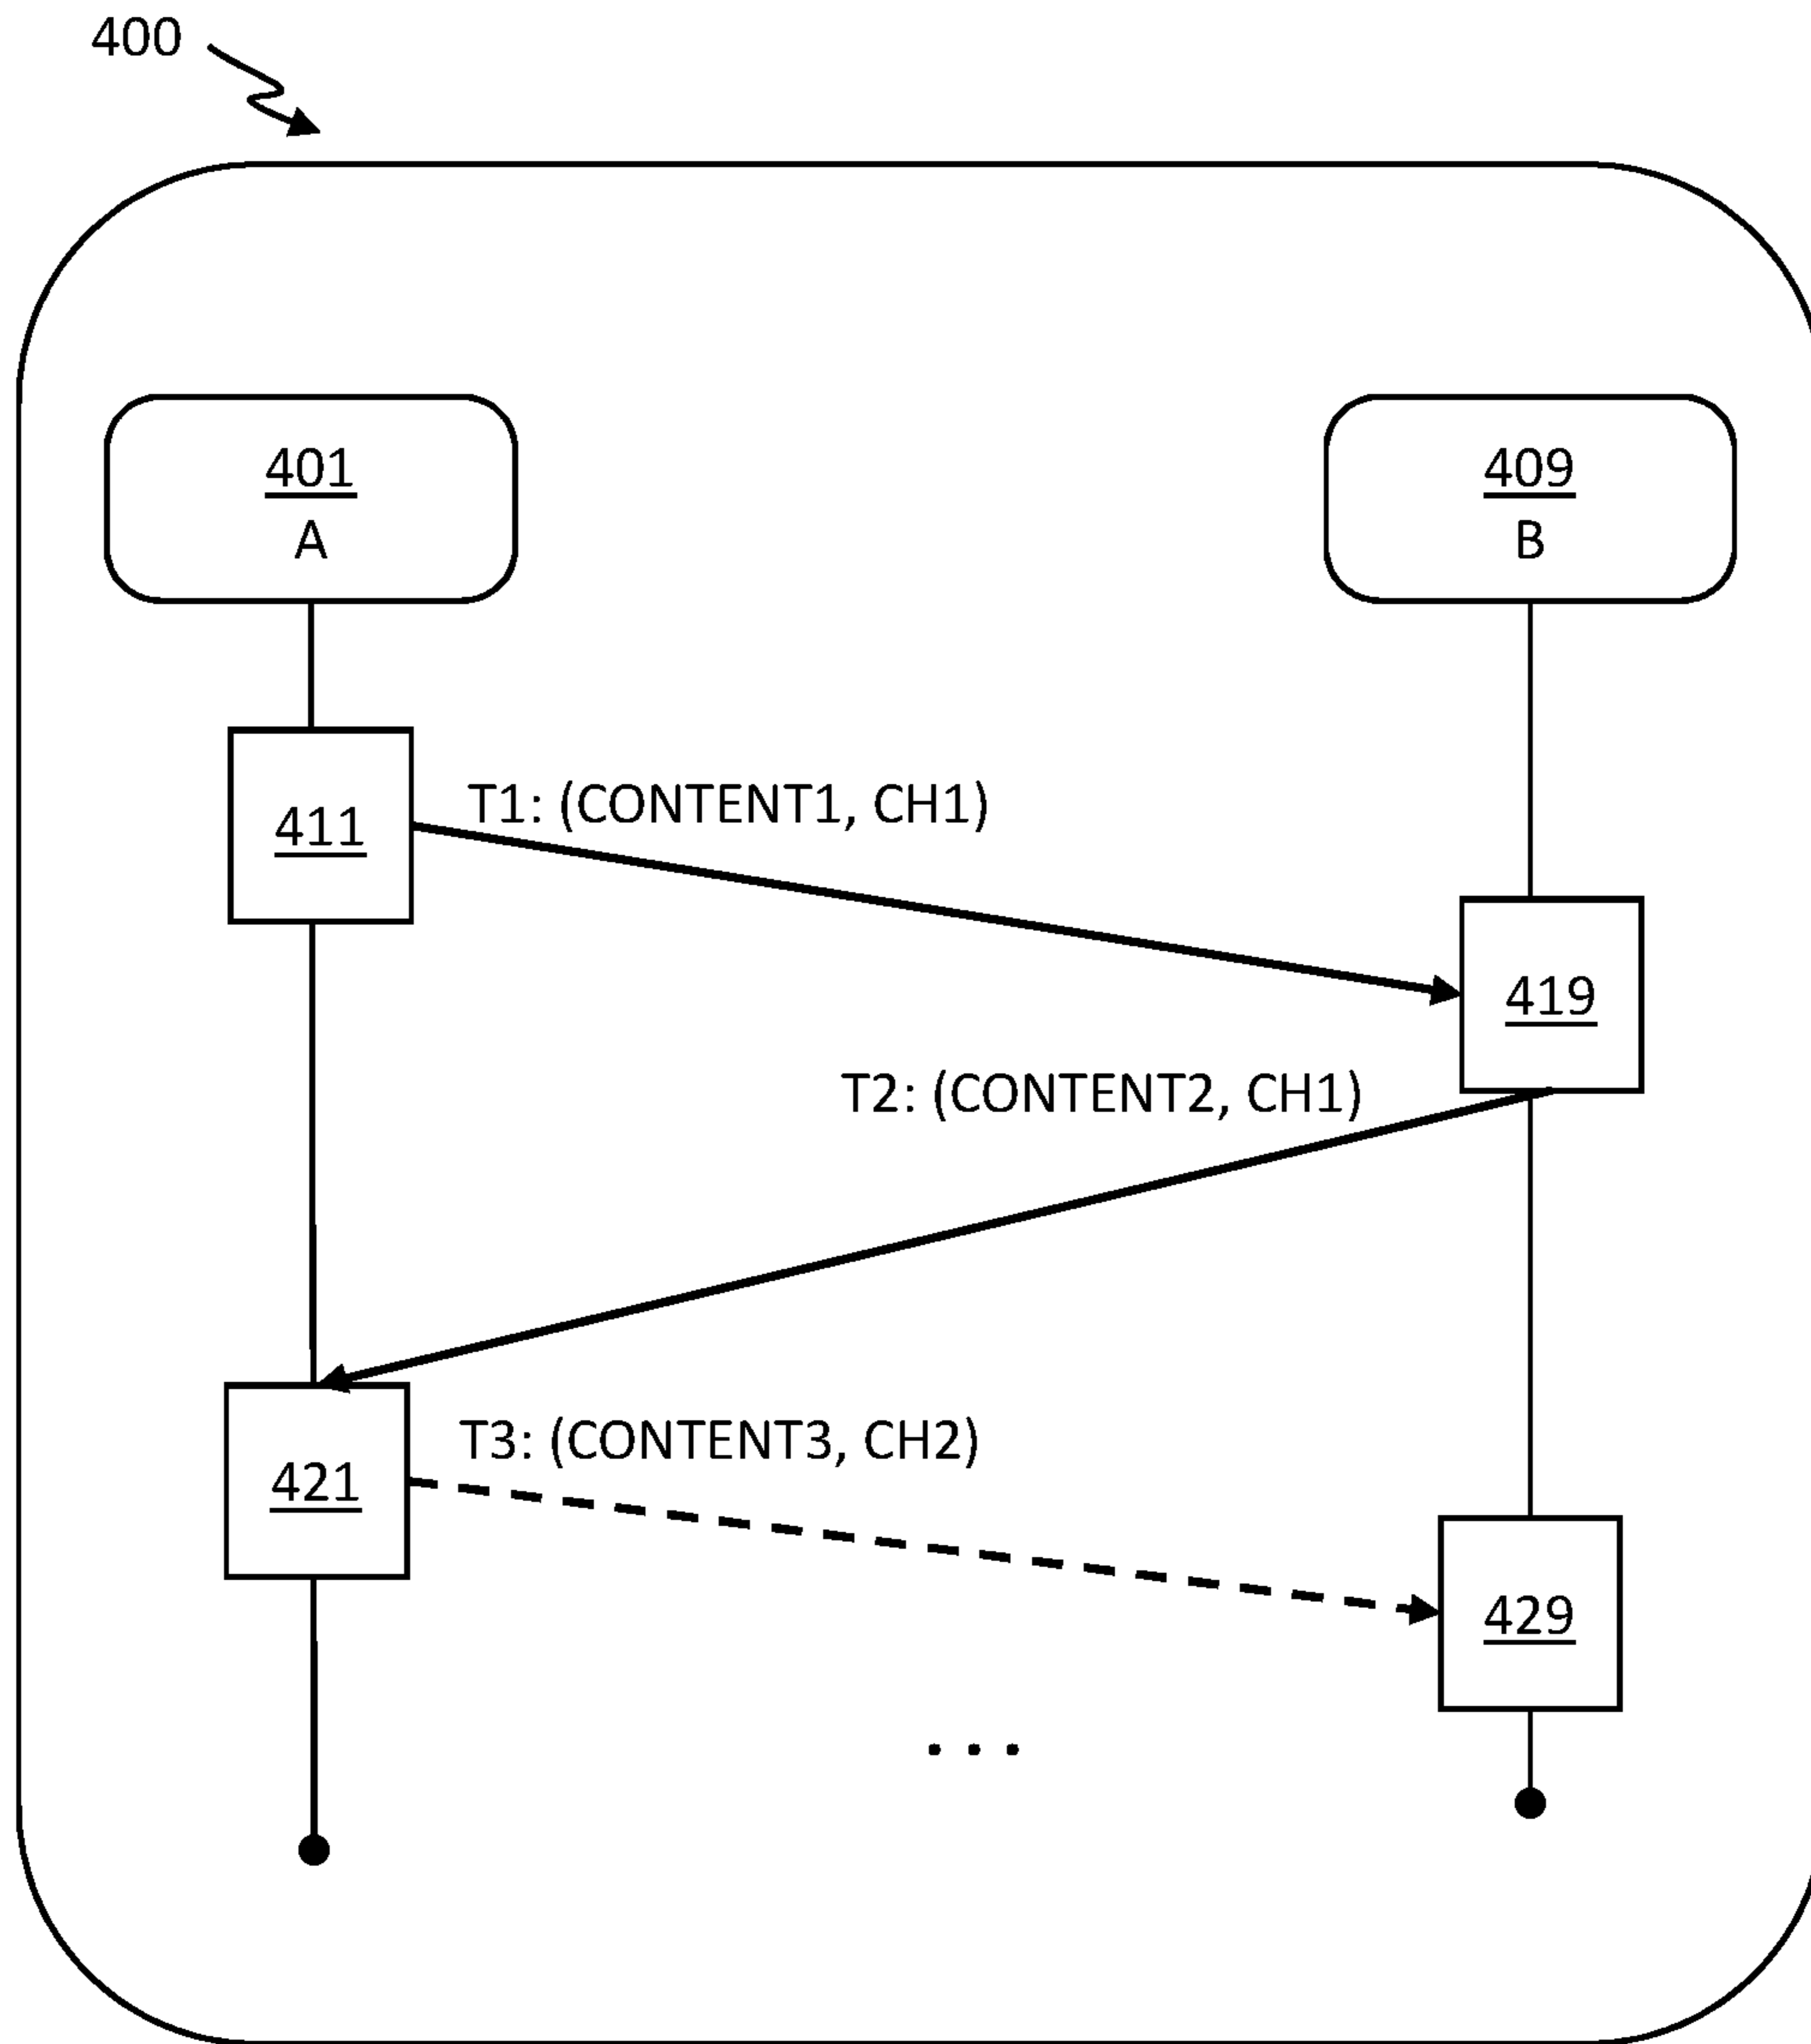 400
401
A
409
B
411
T1: (CONTENT1, CH1)
419
T2: (CONTENT2, CH1)
421
T3: (CONTENT3, CH2)
429
...